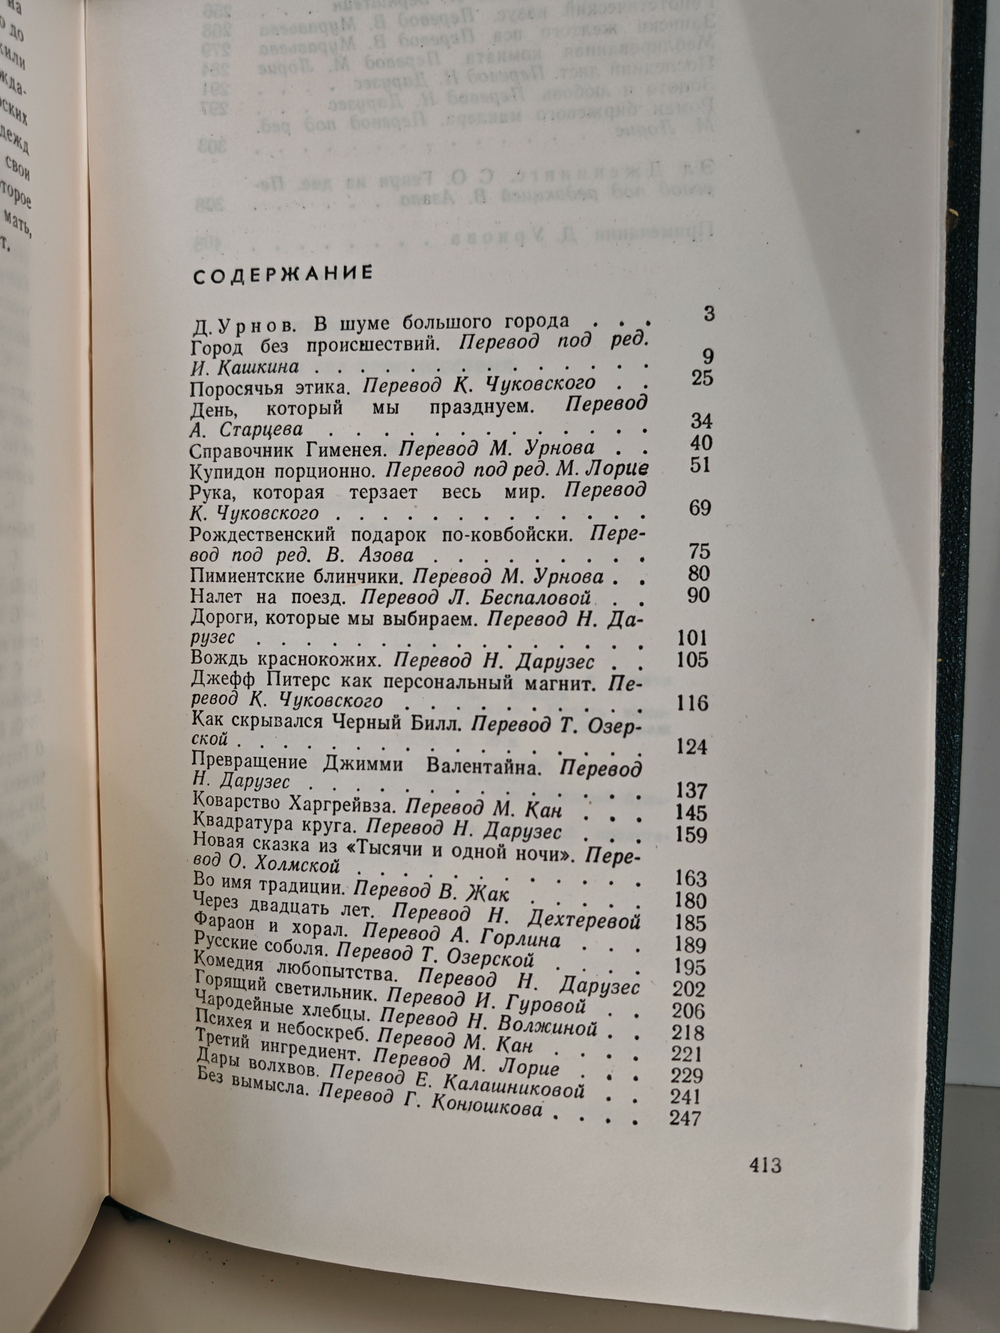 на
до
СОДЕРЖАНИЕ
Д. Урнов. В шуме большого города . . . 3
Город без происшествий. Перевод под ред.
И. Кашкина . . . . . . . . . . . . . . 9
Поросячья этика. Перевод К. Чуковского . . 25
День, который мы празднуем. Перевод
А. Старцева . . . . . . . . . . . . . . 34
Справочник Гименея. Перевод М. Урнова . . 40
Купидон порционно. Перевод под ред. М. Лорие 51
Рука, которая терзает весь мир. Перевод
К. Чуковского . . . . . . . . . . . . . 69
Рождественский подарок по-ковбойски. Пере-
вод под ред. В. Азова . . . . . . . . . 75
Пимиентские блинчики. Перевод М. Урнова . . 80
Налет на поезд. Перевод Л. Беспаловой . . 90
Дороги, которые мы выбираем. Перевод Н. Да-
рузес . . . . . . . . . . . . . . . . . 101
Вождь краснокожих. Перевод Н. Дарузес . . 105
Джефф Питерс как персональный магнит. Пе-
ревод К. Чуковского . . . . . . . . . . 116
Как скрывался Черный Билл. Перевод Т. Озер-
ской . . . . . . . . . . . . . . . . . . 124
Превращение Джимми Валентайна. Перевод
Н. Дарузес . . . . . . . . . . . . . . 137
Коварство Харгрейвза. Перевод М. Кан . . . 145
Квадратура круга. Перевод Н. Дарузес . . . 159
Новая сказка из «Тысячи и одной ночи». Пере-
вод О. Холмской . . . . . . . . . . . . 163
Во имя традиции. Перевод В. Жак . . . . . 180
Через двадцать лет. Перевод Н. Дехтеревой 185
Фараон и хорал. Перевод А. Горлина . . . 189
Русские соболя. Перевод Т. Озерской . . . . 195
Комедия любопытства. Перевод Н. Дарузес 202
Горящий светильник. Перевод И. Гуровой . . 206
Чародейные хлебцы. Перевод Н. Волжиной . . 218
Психея и небоскреб. Перевод М. Кан . . . . 221
Третий ингредиент. Перевод М. Лорие . . . 229
Дары волхвов. Перевод Е. Калашниковой . . 241
Без вымысла. Перевод Г. Конюшкова . . . . 247
413
свои
мать,